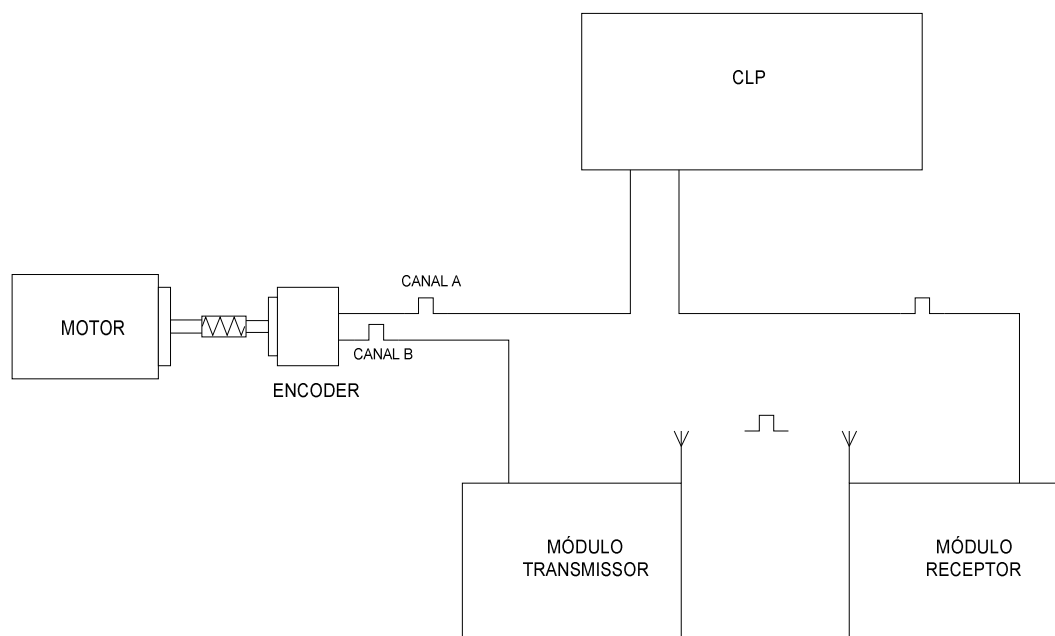 CLP
CANAL A
MOTOR
CANAL B
ENCODER
MÓDULO
TRANSMISSOR
MÓDULO
RECEPTOR